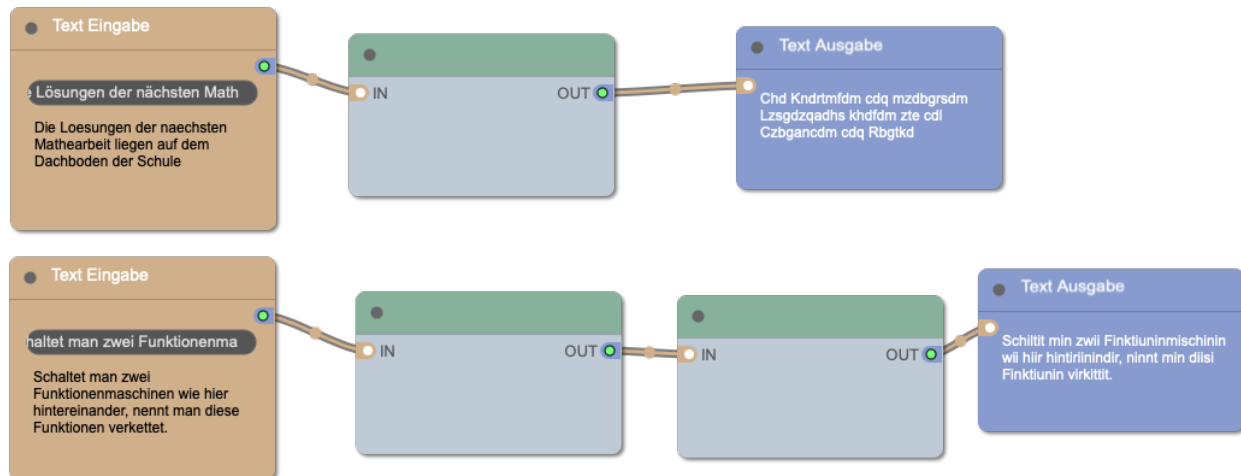 Text Eingabe
e Lösungen der nächsten Math
Die Loesungen der naechsten
Mathearbeit liegen auf dem
Dachboden der Schule
IN
OUT
Text Ausgabe
Chd Kndrtmfdm cdq mzdbgrsdm
Lzsgdzqadhs khdfdm zte cdl
Czbgancdm cdq Rbgtkd
Text Eingabe
haltet man zwei Funktionenma
Schaltet man zwei
Funktionenmaschinen wie hier
hintereinander, nennt man diese
Funktionen verkettet.
IN
OUT
IN
OUT
Text Ausgabe
Schiltit min zwii Finktiuninmischinin
wii hiir hintiriinindir, ninnt min diisi
Finktiunin virkittit.